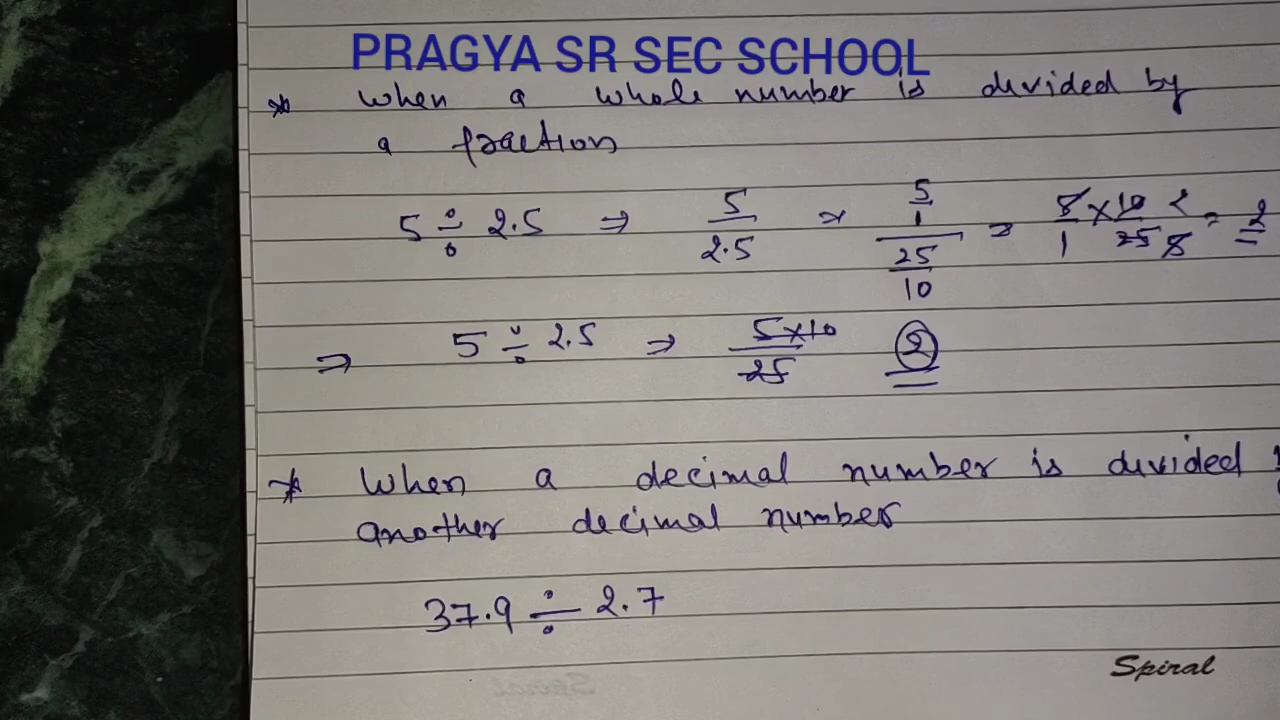 PRAGYA SR SEC SCHOOL
* When a whole number is divided by
a fraction
5 ÷ 2.5 ⇒ 5/2.5 ⇒ (5/1)/(25/10) ⇒ 5/1 × 10/25 2/5 = 2
⇒ 5 ÷ 2.5 ⇒ 5×10/25 2
* When a decimal number is divided
another decimal number
37.9 ÷ 2.7
Spiral